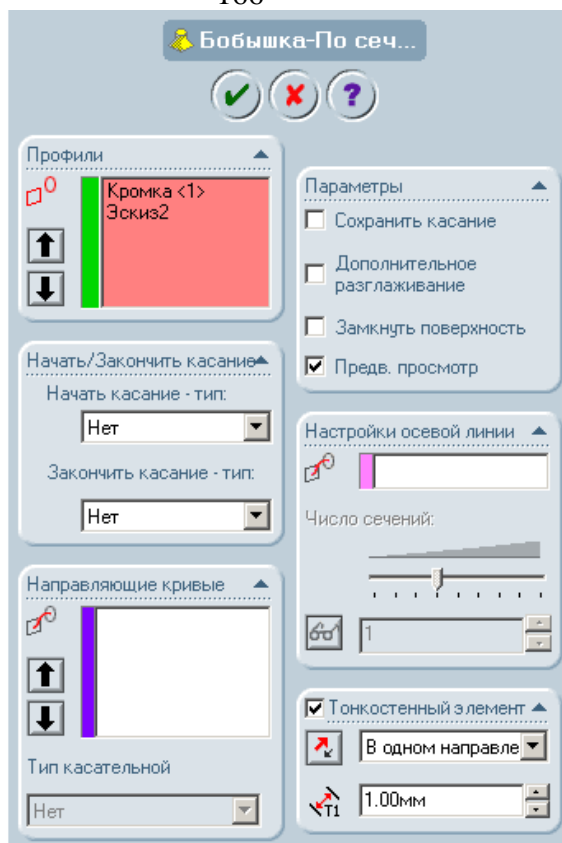 Бобышка-По сеч...
Профили
Кромка <1>
Эскиз2
Начать/Закончить касание
Начать касание - тип:
Нет
Закончить касание - тип:
Нет
Направляющие кривые
Тип касательной
Нет
Параметры
Сохранить касание
Дополнительное
разглаживание
Замкнуть поверхность
Предв. просмотр
Настройки осевой линии
Число сечений:
1
Тонкостенный элемент
В одном направле
T1
1.00мм